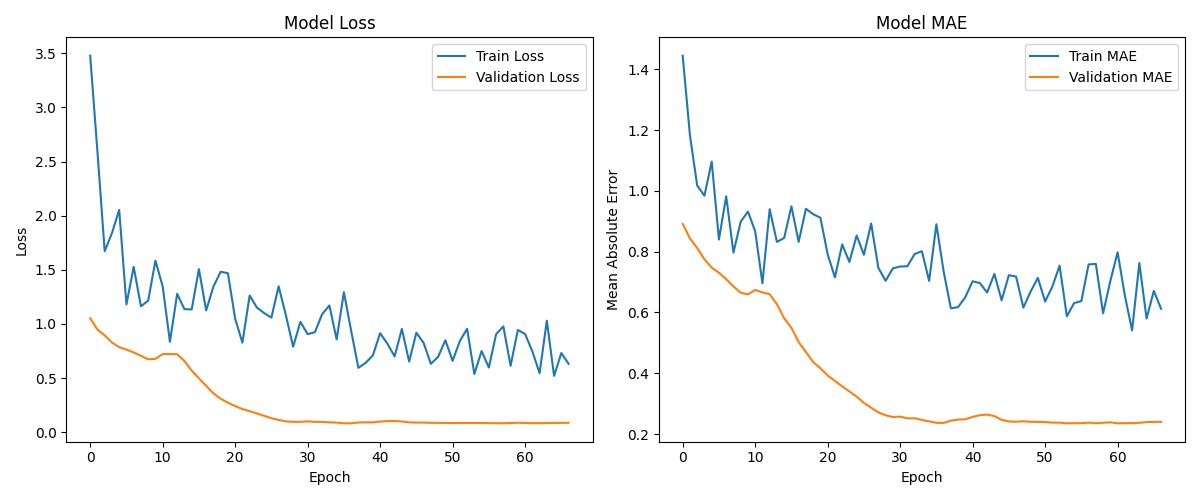 Model Loss
Loss
3.5
3.0
2.5
2.0
1.5
1.0
0.5
0.0
Train Loss
Validation Loss
0 10 20 30 40 50 60
Epoch
Model MAE
Mean Absolute Error
1.4
1.2
1.0
0.8
0.6
0.4
0.2
Train MAE
Validation MAE
0 10 20 30 40 50 60
Epoch